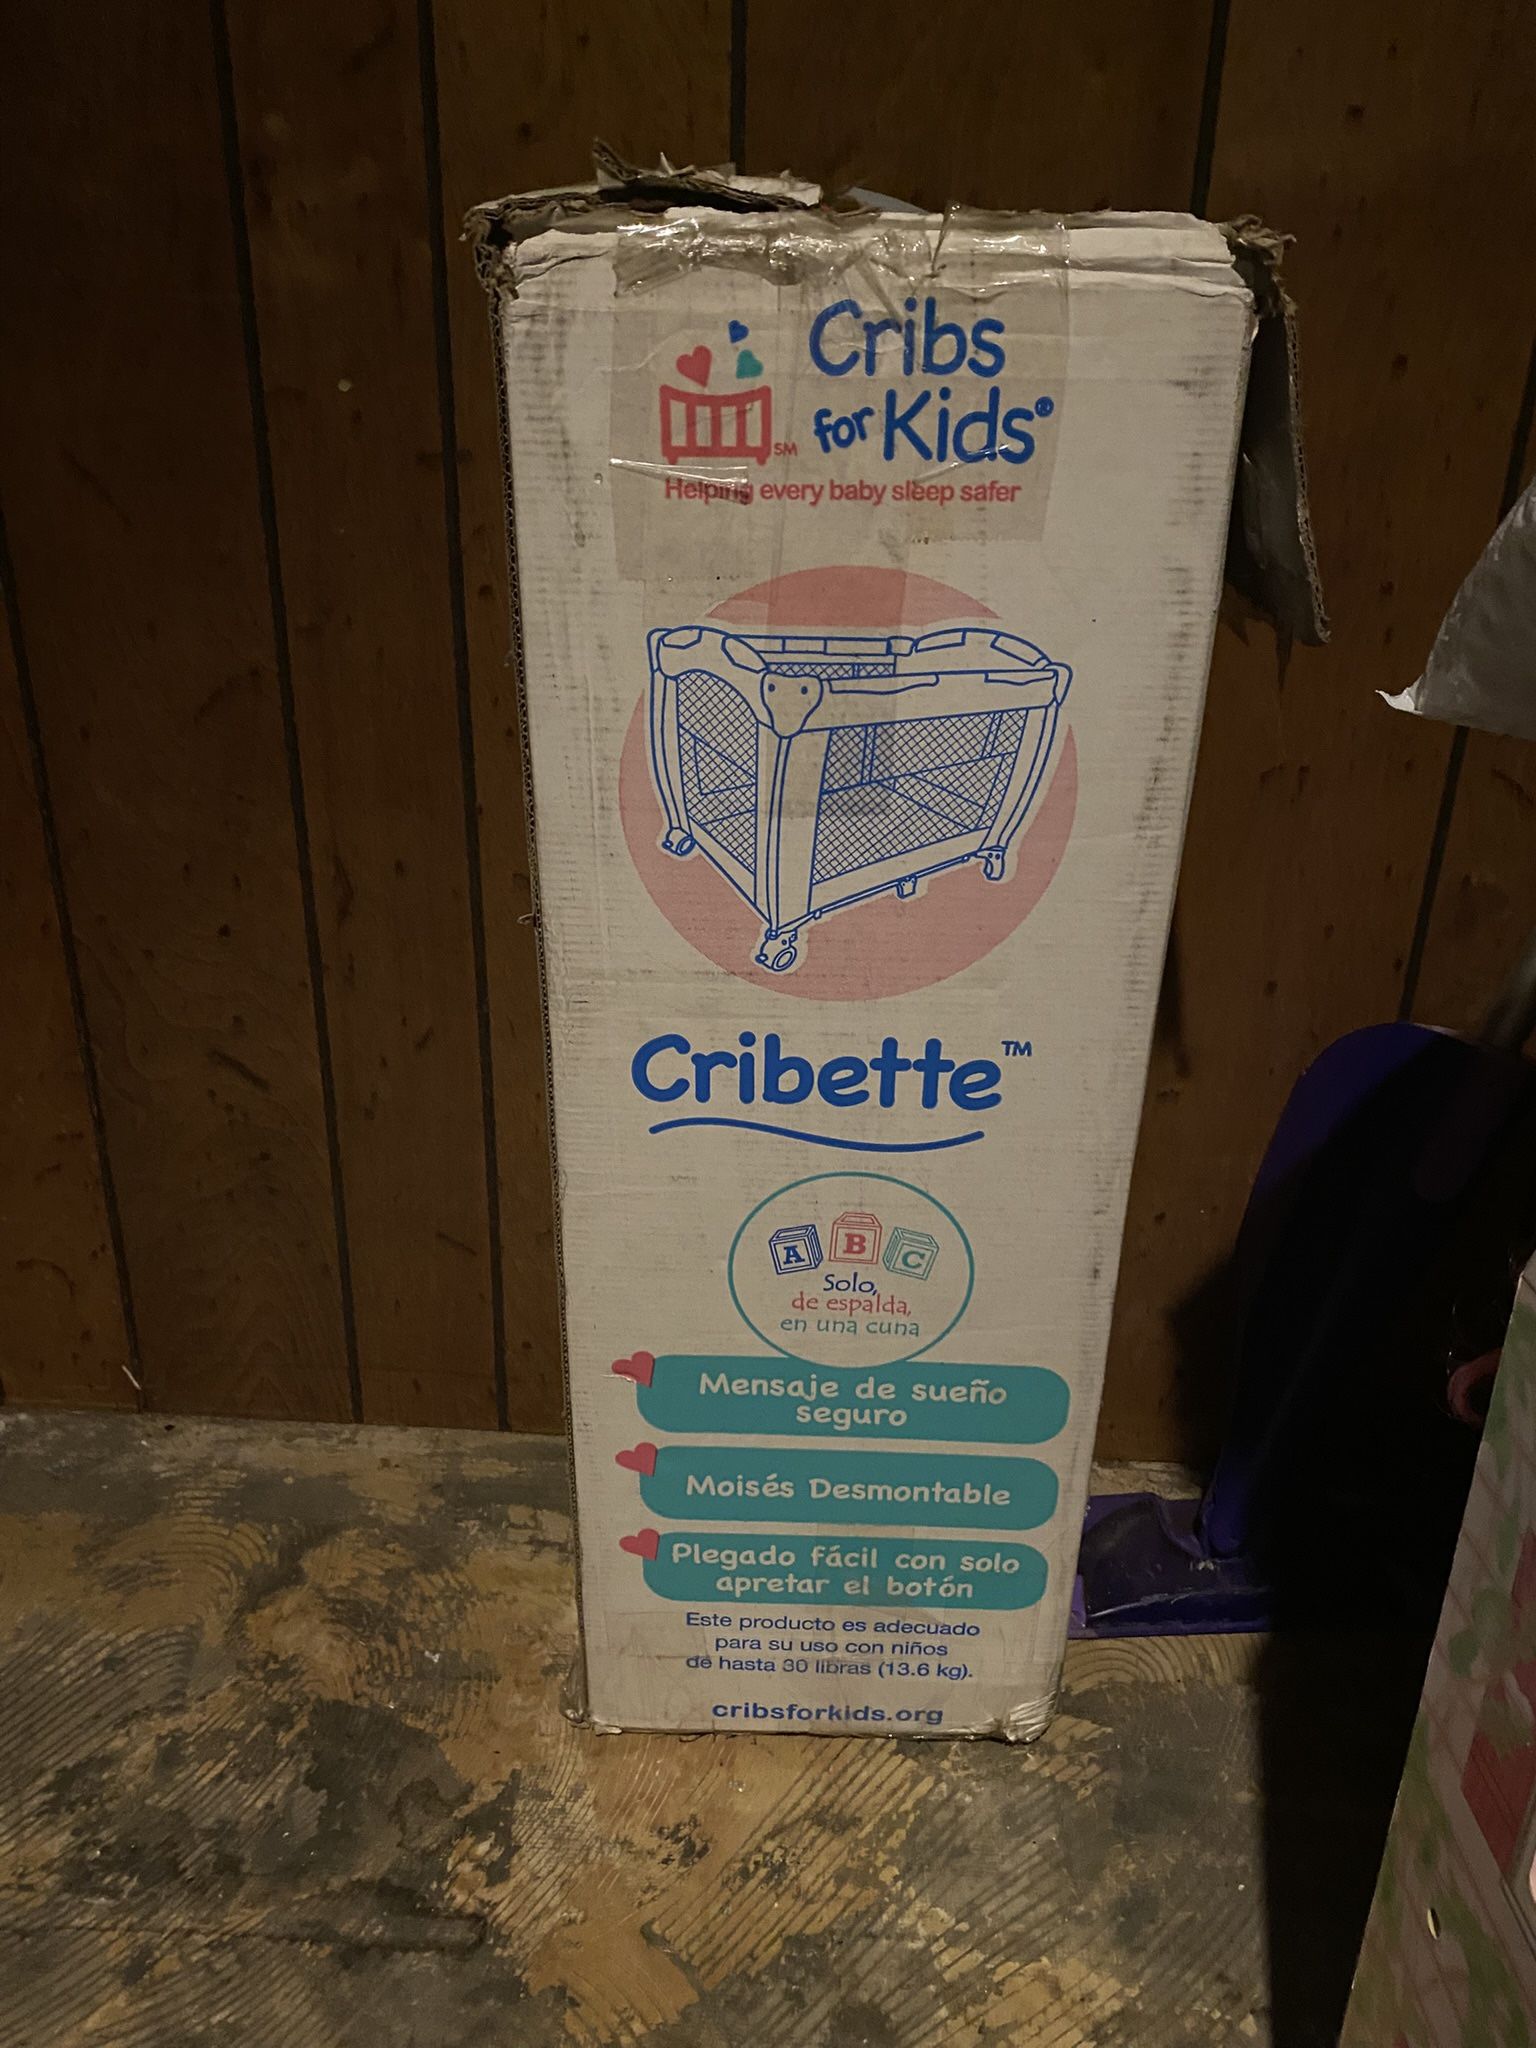 Cribs
for Kids®
SM
Helping every baby sleep safer
Cribette™
A B C
Solo,
de espalda,
en una cuna
Mensaje de sueño
seguro
Moisés Desmontable
Plegado fácil con solo
apretar el botón
Este producto es adecuado
para su uso con niños
de hasta 30 libras (13.6 kg).
cribsforkids.org